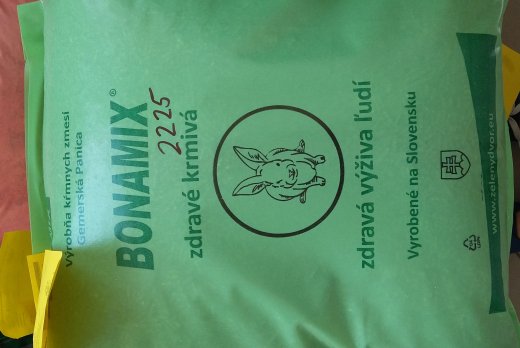 Výrobňa kŕmnych zmesí
Gemerská Panica
BONAMIX®
2225
zdravé krmivá
zdravá výživa ľudí
Vyrobené na Slovensku
www.zelenydvor.eu